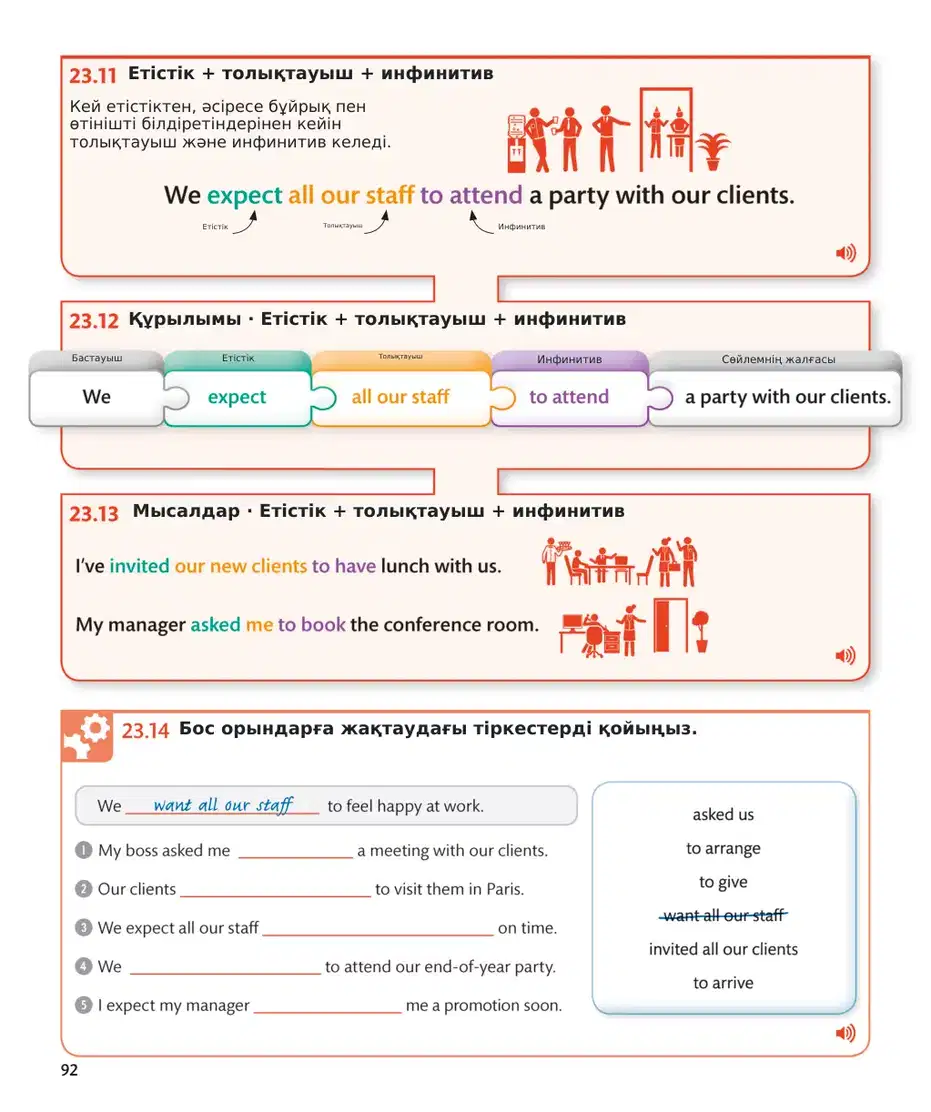 23.11 Етістік + толықтауыш + инфинитив
Кей етістіктен, әсіресе бұйрық пен
өтінішті білдіретіндерінен кейін
толықтауыш және инфинитив келеді.
We expect all our staff to attend a party with our clients.
Етістік Толықтауыш Инфинитив
23.12 Құрылымы · Етістік + толықтауыш + инфинитив
Бастауыш Етістік Толықтауыш Инфинитив Сөйлемнің жалғасы
We expect all our staff to attend a party with our clients.
23.13 Мысалдар · Етістік + толықтауыш + инфинитив
I've invited our new clients to have lunch with us.
My manager asked me to book the conference room.
23.14 Бос орындарға жақтаудағы тіркестерді қойыңыз.
We want all our staff to feel happy at work.
1 My boss asked me ____________ a meeting with our clients.
2 Our clients ____________ to visit them in Paris.
3 We expect all our staff ____________ on time.
4 We ____________ to attend our end-of-year party.
5 I expect my manager ____________ me a promotion soon.
asked us
to arrange
to give
want all our staff
invited all our clients
to arrive
92